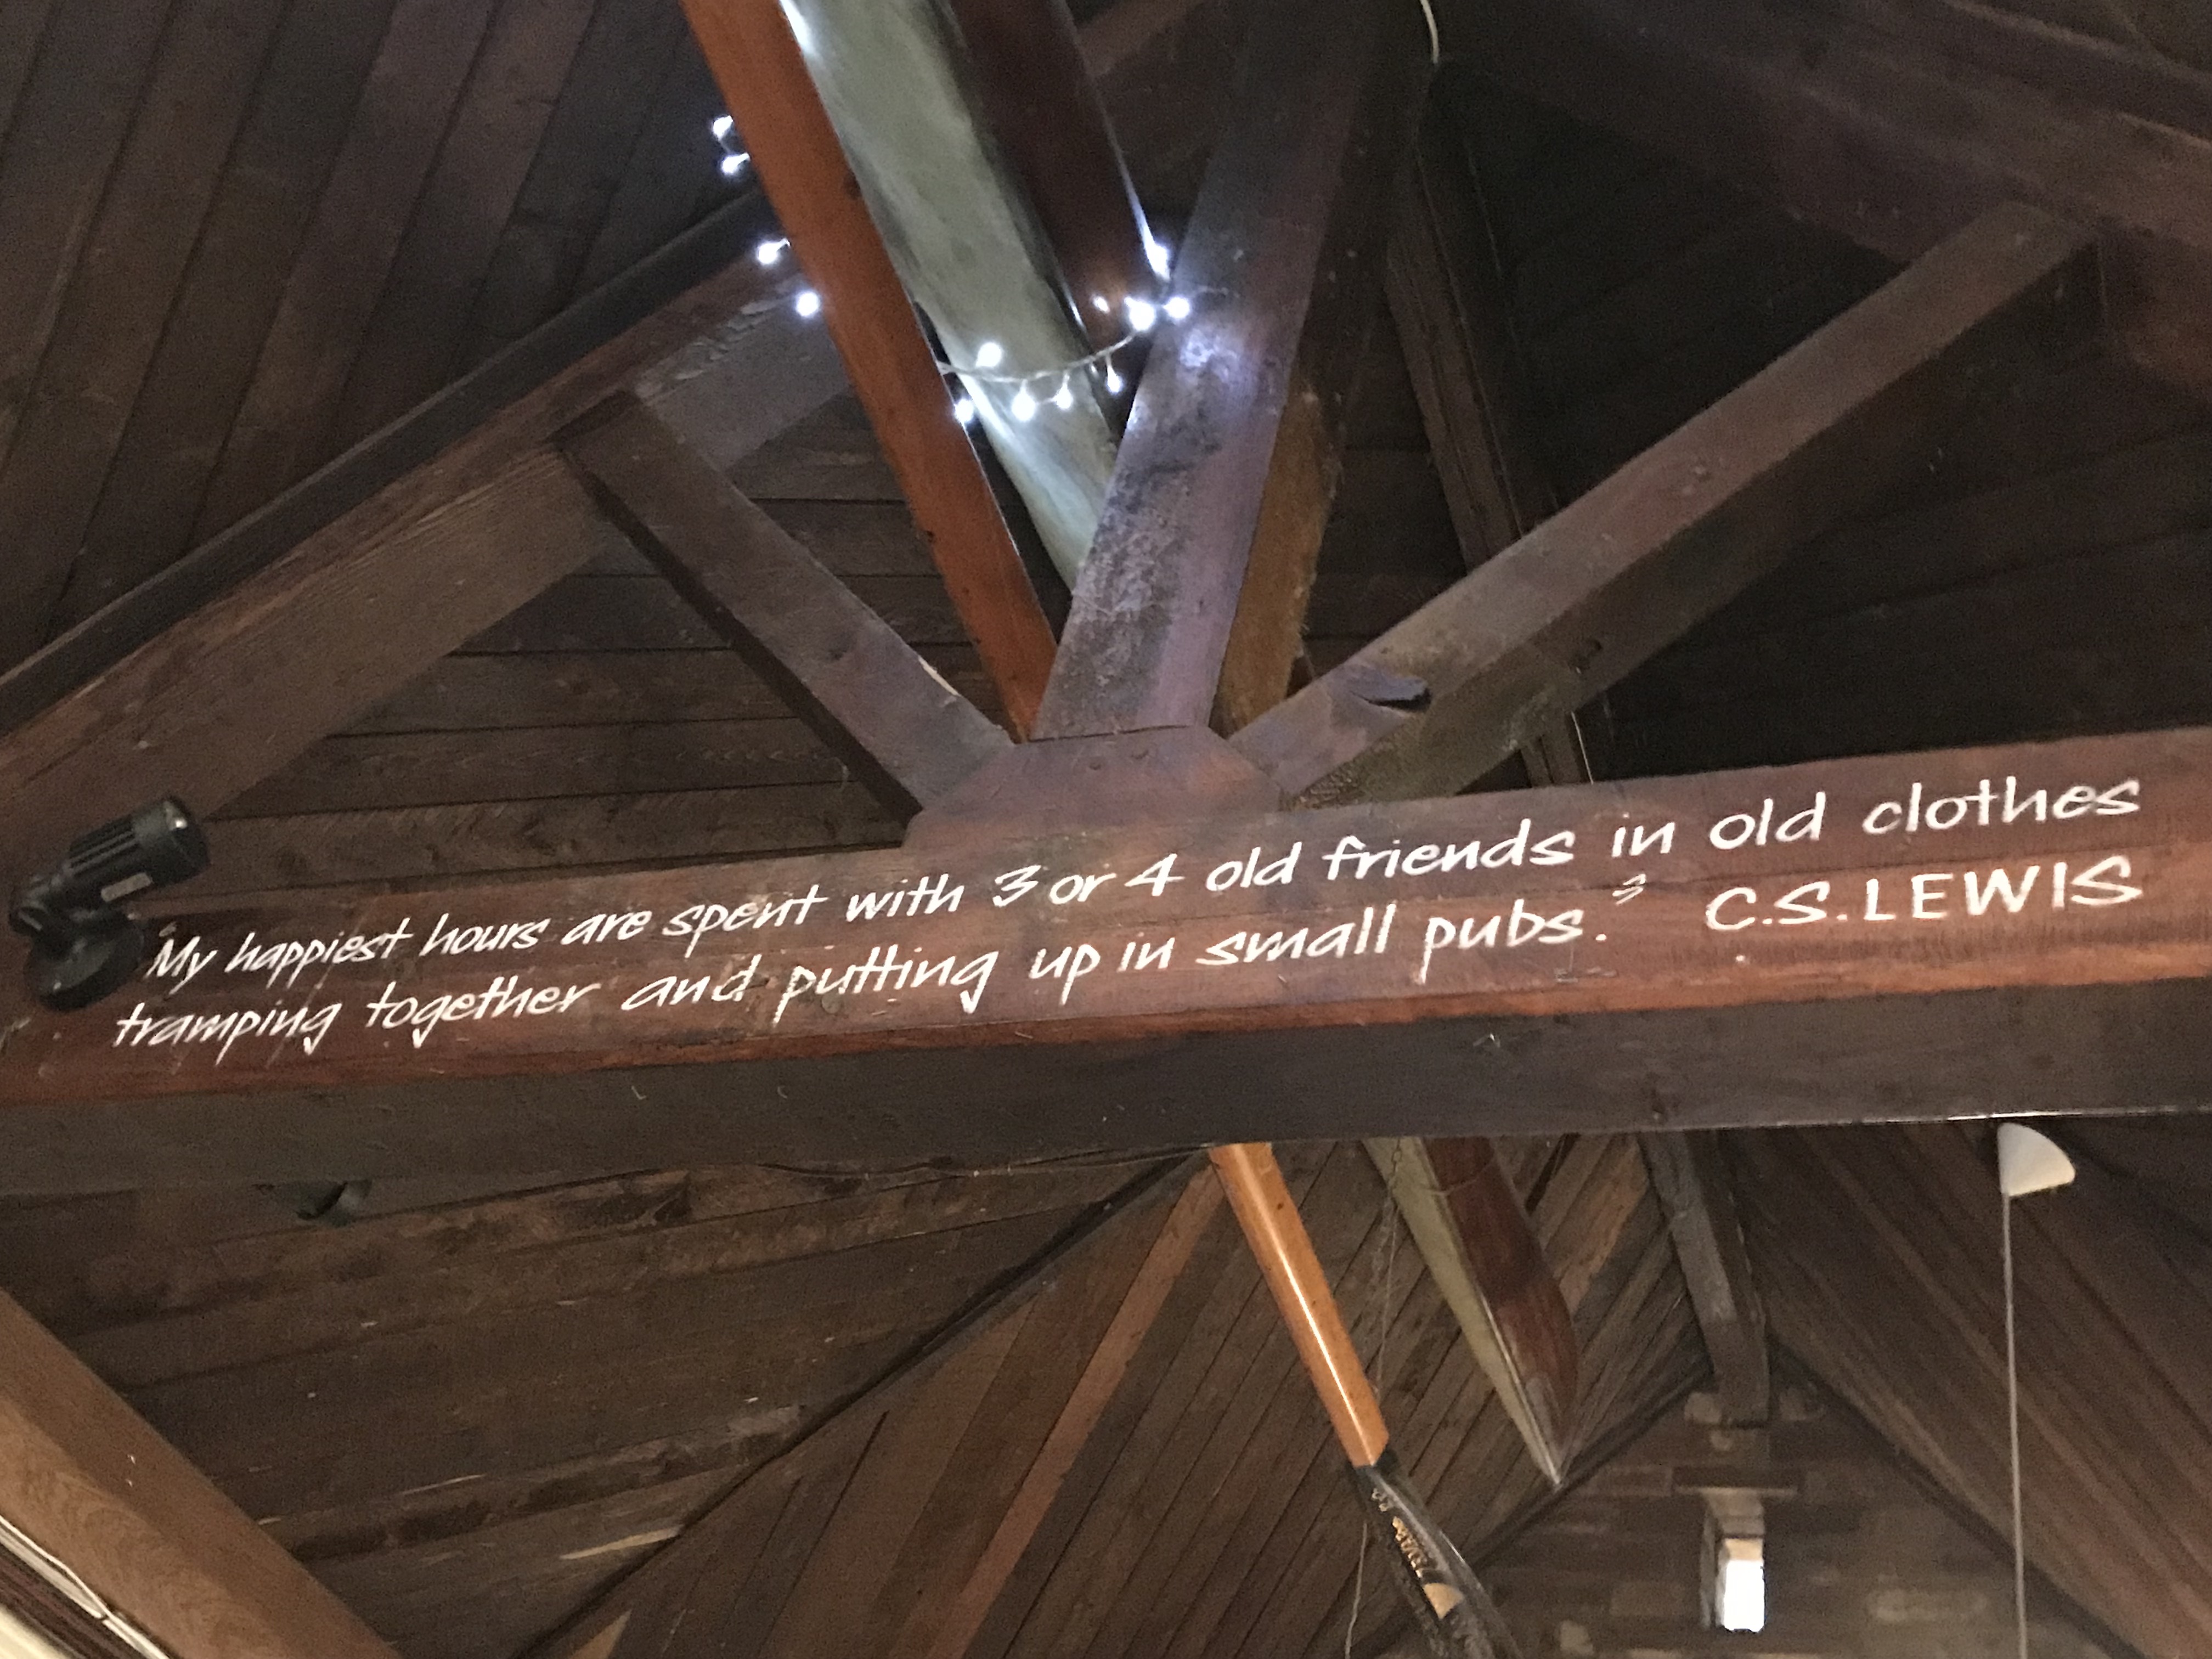 "My happiest hours are spent with 3 or 4 old friends in old clothes
tramping together and putting up in small pubs." C.S.LEWIS